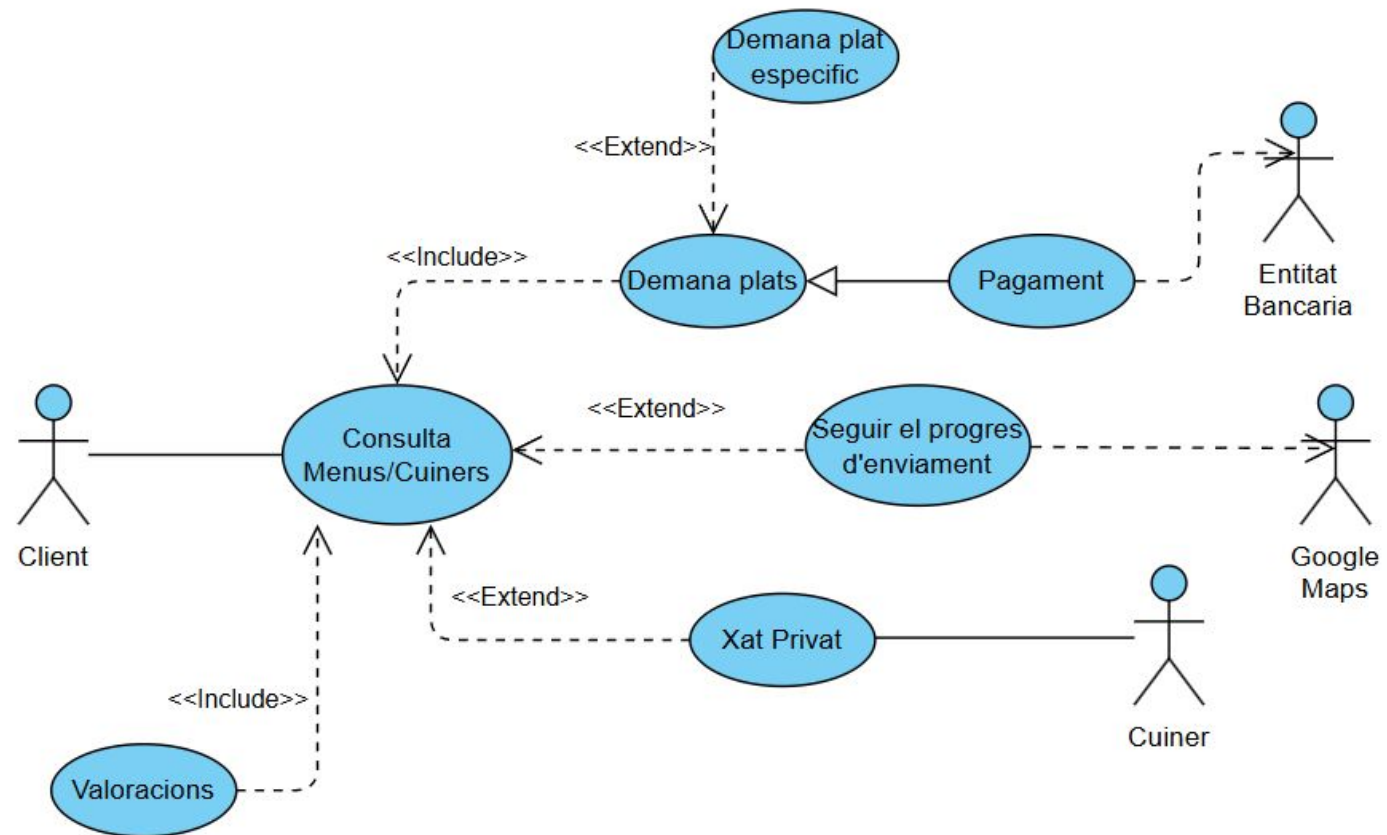 Demana plat
especific
<<Extend>>
<<Include>>
Demana plats
Pagament
Entitat
Bancaria
<<Extend>>
Consulta
Menus/Cuiners
Seguir el progres
d'enviament
Client
Google
Maps
<<Extend>>
Xat Privat
<<Include>>
Cuiner
Valoracions